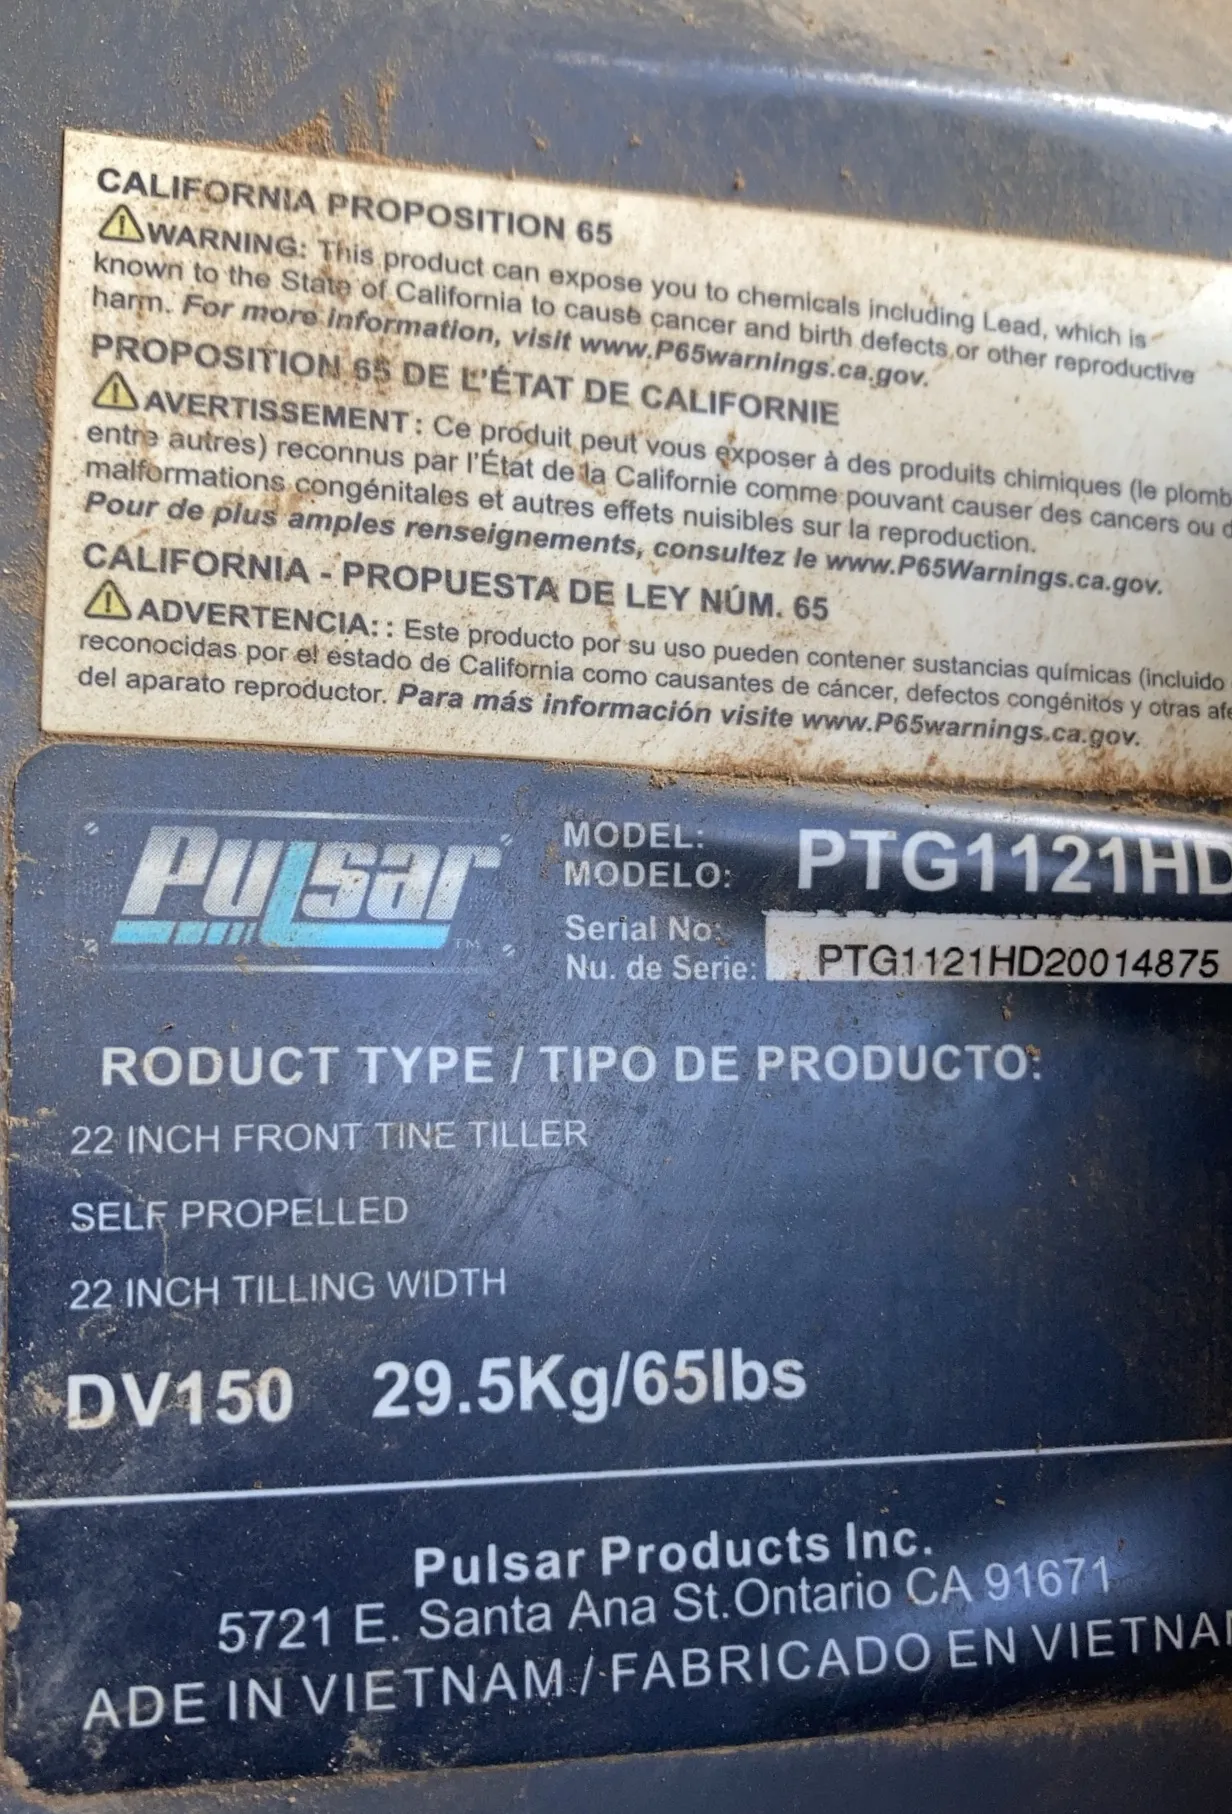 CALIFORNIA PROPOSITION 65
WARNING: This product can expose you to chemicals including Lead, which is
known to the State of California to cause cancer and birth defects or other reproductive
harm. For more information, visit www.P65warnings.ca.gov.
PROPOSITION 65 DE L'ÉTAT DE CALIFORNIE
AVERTISSEMENT : Ce produit peut vous exposer à des produits chimiques (le plomb
entre autres) reconnus par l'État de la Californie comme pouvant causer des cancers ou d
malformations congénitales et autres effets nuisibles sur la reproduction.
Pour de plus amples renseignements, consultez le www.P65Warnings.ca.gov.
CALIFORNIA - PROPUESTA DE LEY NÚM. 65
ADVERTENCIA: : Este producto por su uso pueden contener sustancias químicas (incluido
reconocidas por el estado de California como causantes de cáncer, defectos congénitos y otras afe
del aparato reproductor. Para más información visite www.P65warnings.ca.gov.
Pulsar TM
MODEL:
MODELO: PTG1121HD
Serial No:
Nu. de Serie: PTG1121HD20014875
RODUCT TYPE / TIPO DE PRODUCTO:
22 INCH FRONT TINE TILLER
SELF PROPELLED
22 INCH TILLING WIDTH
DV150 29.5Kg/65lbs
Pulsar Products Inc.
5721 E. Santa Ana St.Ontario CA 91671
ADE IN VIETNAM / FABRICADO EN VIETNA